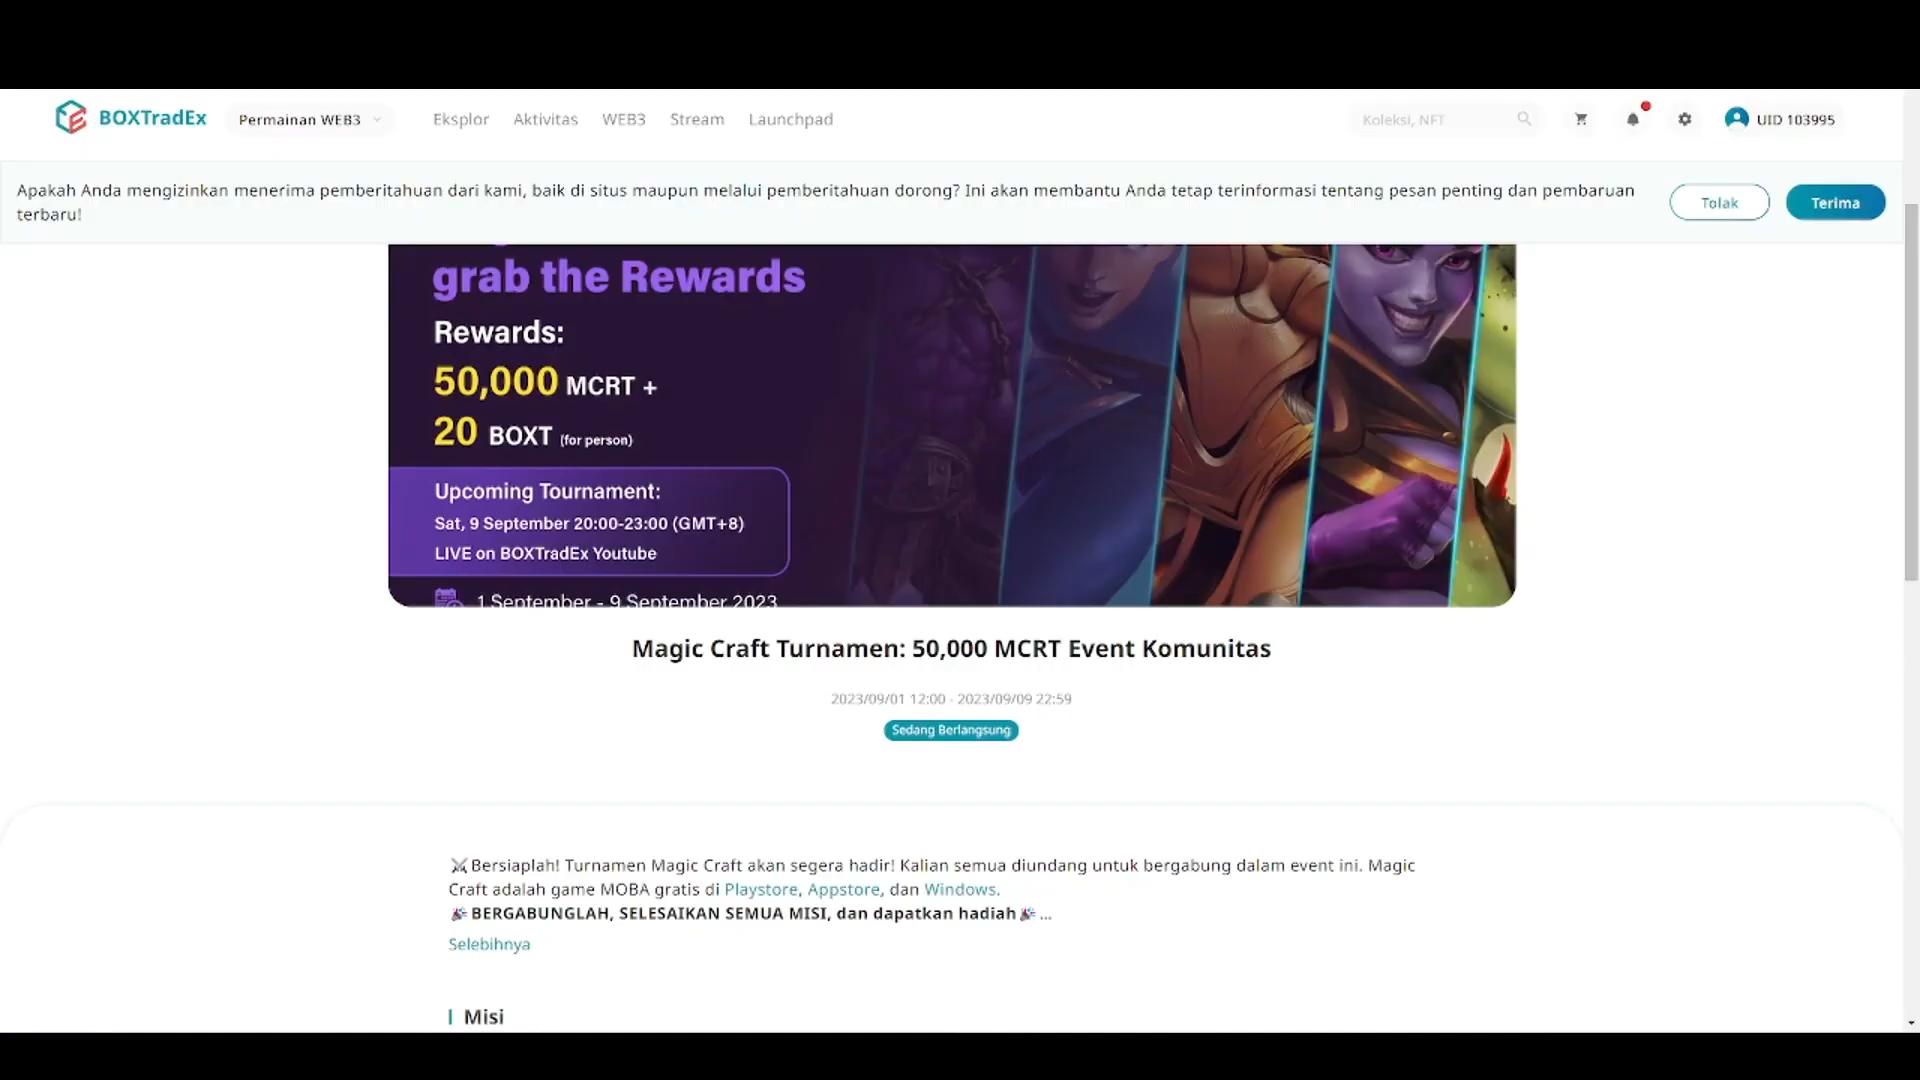 BOXTradEx
Permainan WEB3
Eksplor
Aktivitas
WEB3
Stream
Launchpad
Koleksi, NFT
UID 103995
Apakah Anda mengizinkan menerima pemberitahuan dari kami, baik di situs maupun melalui pemberitahuan dorong? Ini akan membantu Anda tetap terinformasi tentang pesan penting dan pembaruan
terbaru!
Tolak
Terima
grab the Rewards
Rewards:
50,000 MCRT +
20 BOXT (for person)
Upcoming Tournament:
Sat, 9 September 20:00-23:00 (GMT+8)
LIVE on BOXTradEx Youtube
1 September - 9 September 2023
Magic Craft Turnamen: 50,000 MCRT Event Komunitas
2023/09/01 12:00 - 2023/09/09 22:59
Sedang Berlangsung
⚔️Bersiaplah! Turnamen Magic Craft akan segera hadir! Kalian semua diundang untuk bergabung dalam event ini. Magic
Craft adalah game MOBA gratis di Playstore, Appstore, dan Windows.
🎉BERGABUNGLAH, SELESAIKAN SEMUA MISI, dan dapatkan hadiah🎉 ...
Selebihnya
Misi